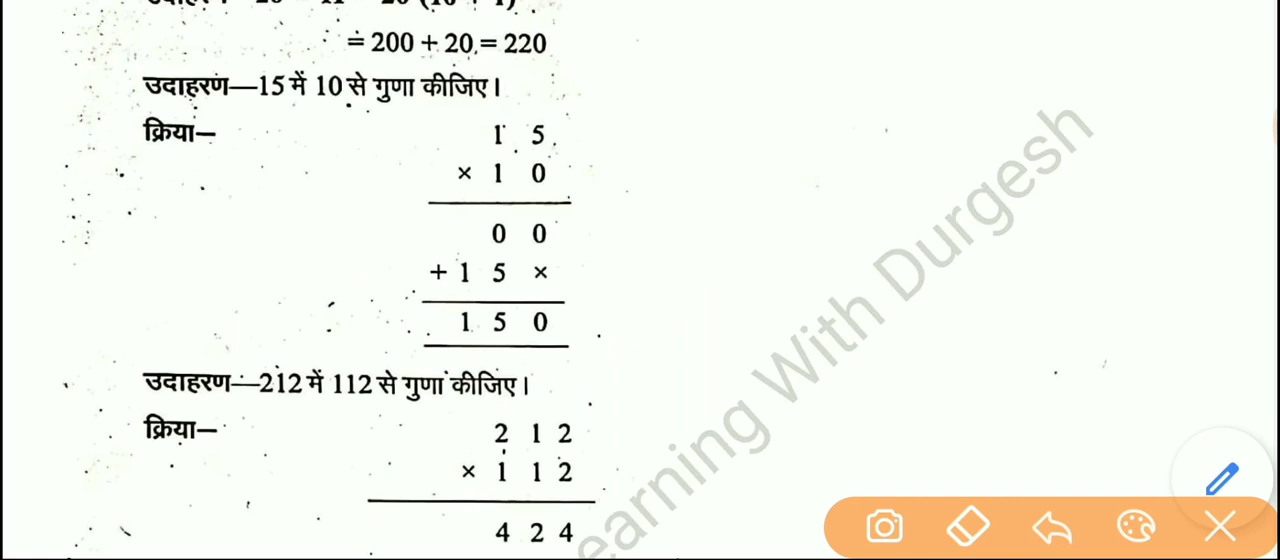 = 200 + 20 = 220
उदाहरण—15 में 10 से गुणा कीजिए।
क्रिया—
1 5
× 1 0
0 0
+ 1 5 ×
1 5 0
उदाहरण—212 में 112 से गुणा कीजिए।
क्रिया—
2 1 2
× 1 1 2
4 2 4
earning With Durgesh